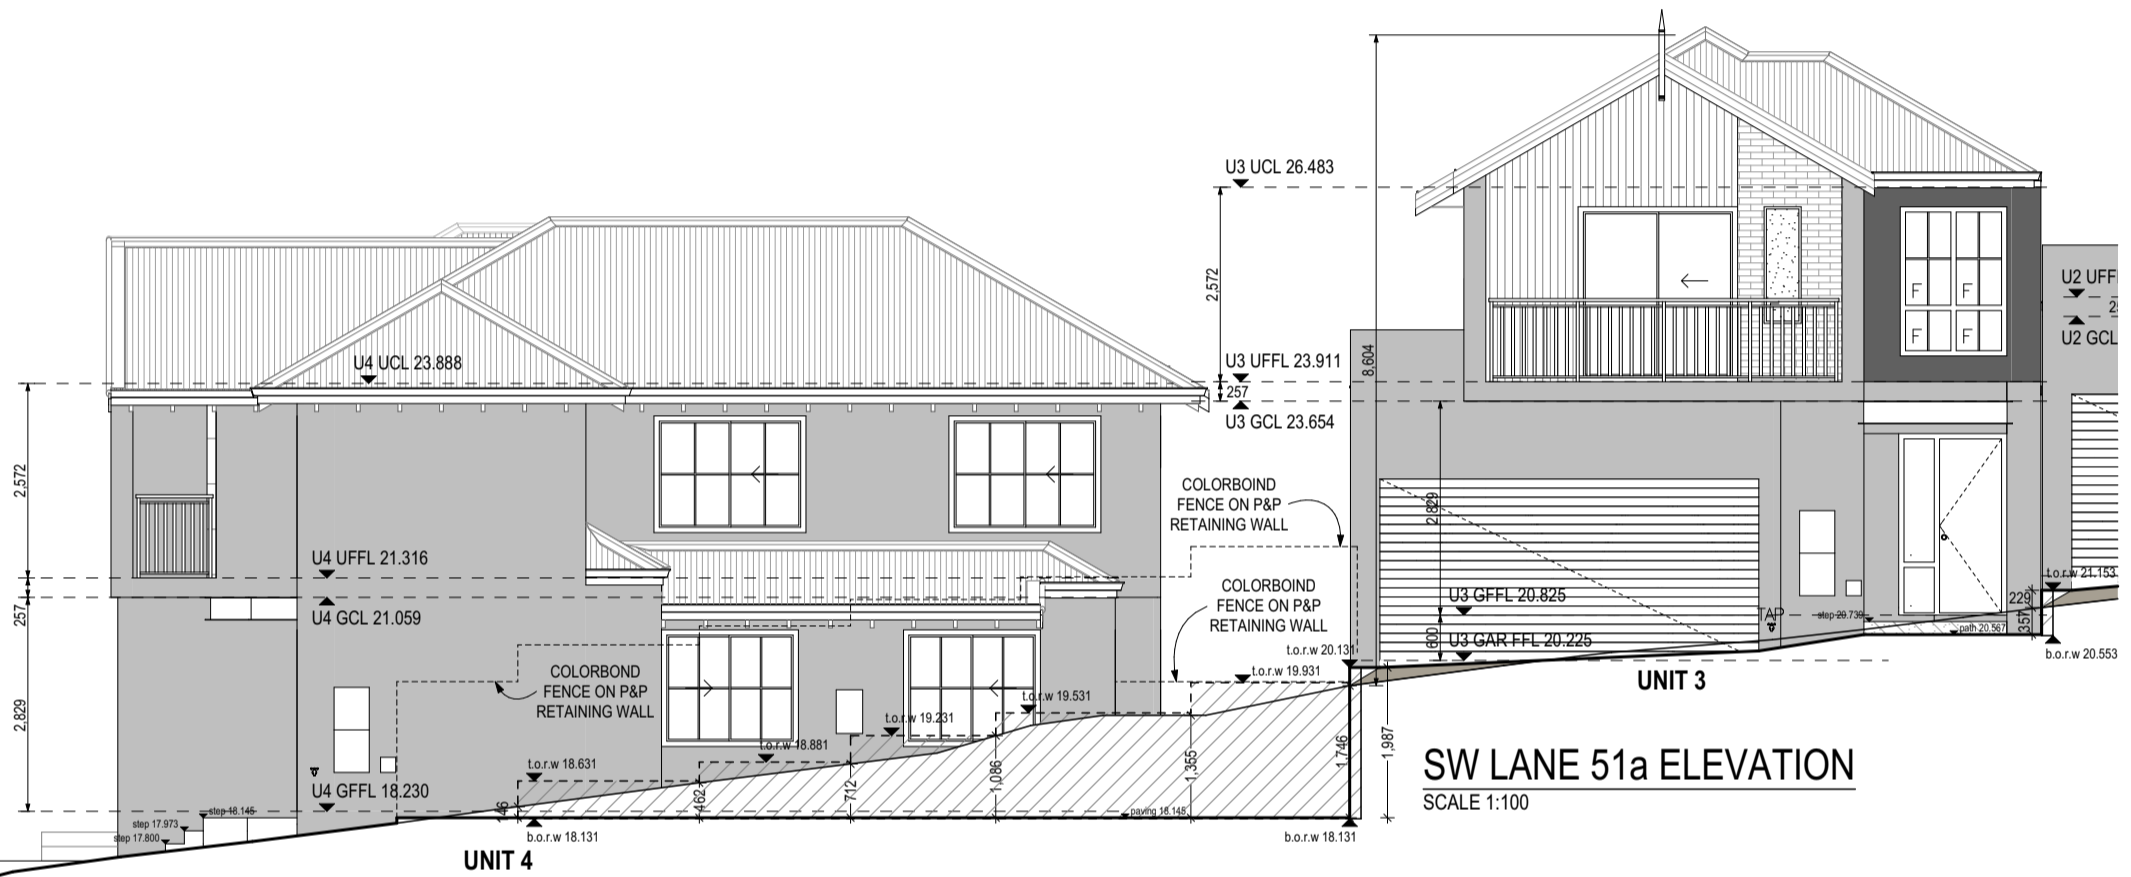 U3 UCL 26.483
2,572
U3 UFFL 23.911
257
U3 GCL 23.654
8,604
F
F
F
F
U2 UFF
U2 GCL
U4 UCL 23.888
2,572
U4 UFFL 21.316
257
U4 GCL 21.059
2,829
U4 GFFL 18.230
step 18.145
step 17.973
step 17.800
COLORBOND
FENCE ON P&P
RETAINING WALL
COLORBOIND
FENCE ON P&P
RETAINING WALL
COLORBOIND
FENCE ON P&P
RETAINING WALL
2,829
U3 GFFL 20.825
600
U3 GAR FFL 20.225
TAP
step 20.739
path 20.567
t.o.r.w 21.153
229
357
b.o.r.w 20.553
t.o.r.w 20.131
t.o.r.w 19.931
t.o.r.w 19.531
t.o.r.w 19.231
t.o.r.w 18.881
t.o.r.w 18.631
146
462
712
1,086
1,355
1,746
1,987
paving 18.145
b.o.r.w 18.131
b.o.r.w 18.131
UNIT 4
UNIT 3
SW LANE 51a ELEVATION
SCALE 1:100